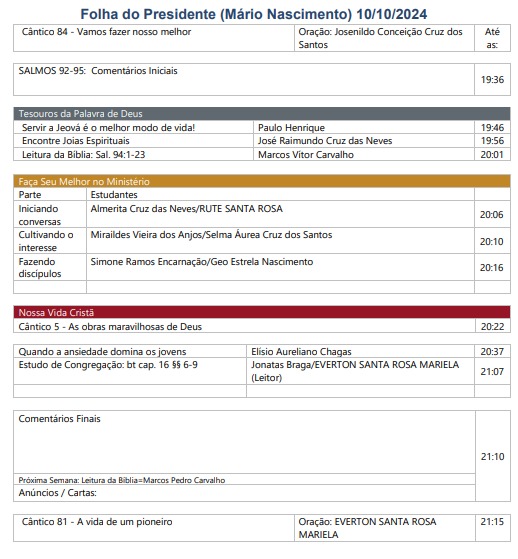 Folha do Presidente (Mário Nascimento) 10/10/2024
Cântico 84 - Vamos fazer nosso melhor
Oração: Josenildo Conceição Cruz dos
Santos
Até
as:
SALMOS 92-95: Comentários Iniciais
19:36
Tesouros da Palavra de Deus
Servir a Jeová é o melhor modo de vida!
Paulo Henrique
19:46
Encontre Joias Espirituais
José Raimundo Cruz das Neves
19:56
Leitura da Bíblia: Sal. 94:1-23
Marcos Vitor Carvalho
20:01
Faça Seu Melhor no Ministério
Parte
Estudantes
Iniciando
conversas
Almerita Cruz das Neves/RUTE SANTA ROSA
20:06
Cultivando o
interesse
Miraildes Vieira dos Anjos/Selma Áurea Cruz dos Santos
20:10
Fazendo
discípulos
Simone Ramos Encarnação/Geo Estrela Nascimento
20:16
Nossa Vida Cristã
Cântico 5 - As obras maravilhosas de Deus
20:22
Quando a ansiedade domina os jovens
Elísio Aureliano Chagas
20:37
Estudo de Congregação: bt cap. 16 §§ 6-9
Jonatas Braga/EVERTON SANTA ROSA MARIELA
(Leitor)
21:07
Comentários Finais
21:10
Próxima Semana: Leitura da Bíblia=Marcos Pedro Carvalho
Anúncios / Cartas:
Cântico 81 - A vida de um pioneiro
Oração: EVERTON SANTA ROSA
MARIELA
21:15